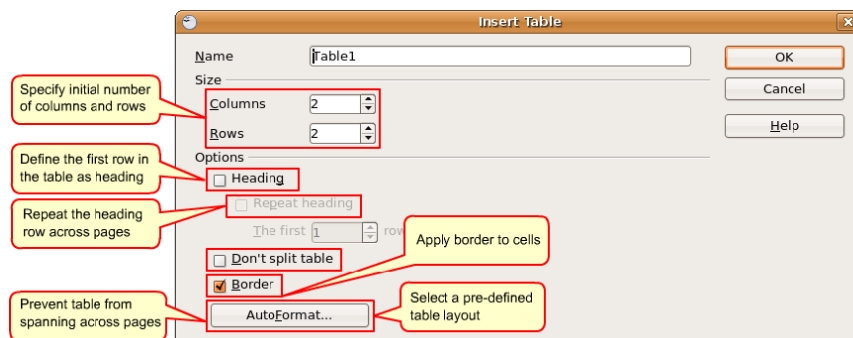 Insert Table
Name
Table1
OK
Size
Cancel
Specify initial number
of columns and rows
Columns
2
Rows
2
Help
Options
Define the first row in
the table as heading
Heading
Repeat the heading
row across pages
Repeat heading
The first
1
row
Apply border to cells
Don't split table
Border
Prevent table from
spanning across pages
AutoFormat...
Select a pre-defined
table layout